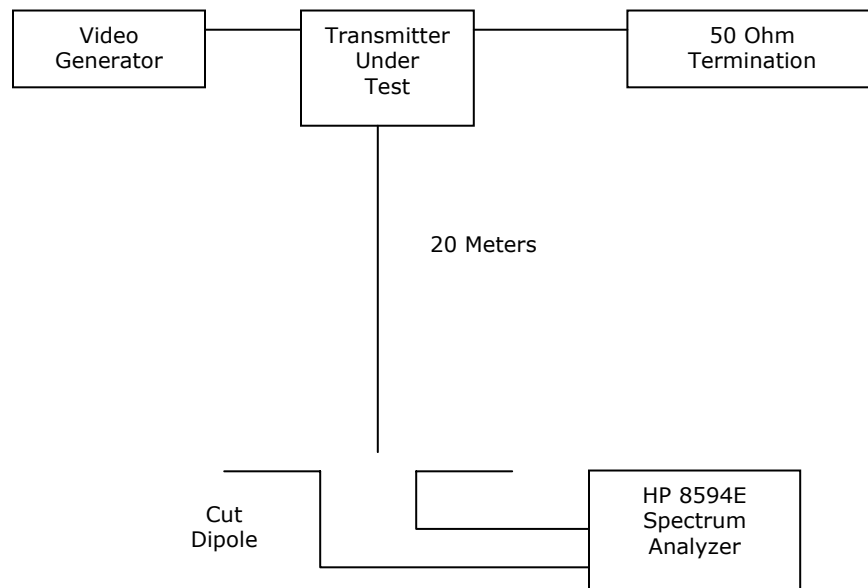 Video
Generator
Transmitter
Under
Test
50 Ohm
Termination
20 Meters
Cut
Dipole
HP 8594E
Spectrum
Analyzer